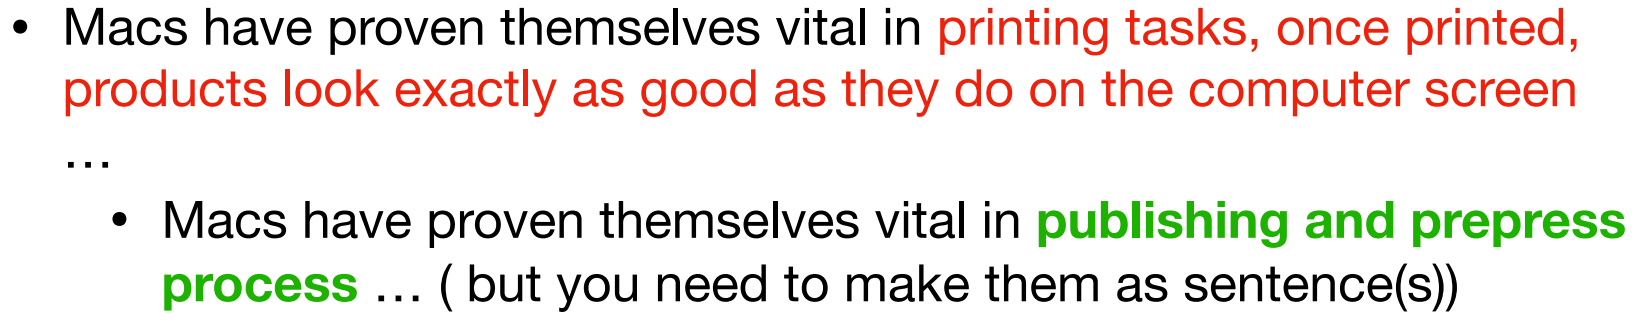 • Macs have proven themselves vital in printing tasks, once printed,
products look exactly as good as they do on the computer screen
…
• Macs have proven themselves vital in publishing and prepress
process … ( but you need to make them as sentence(s))